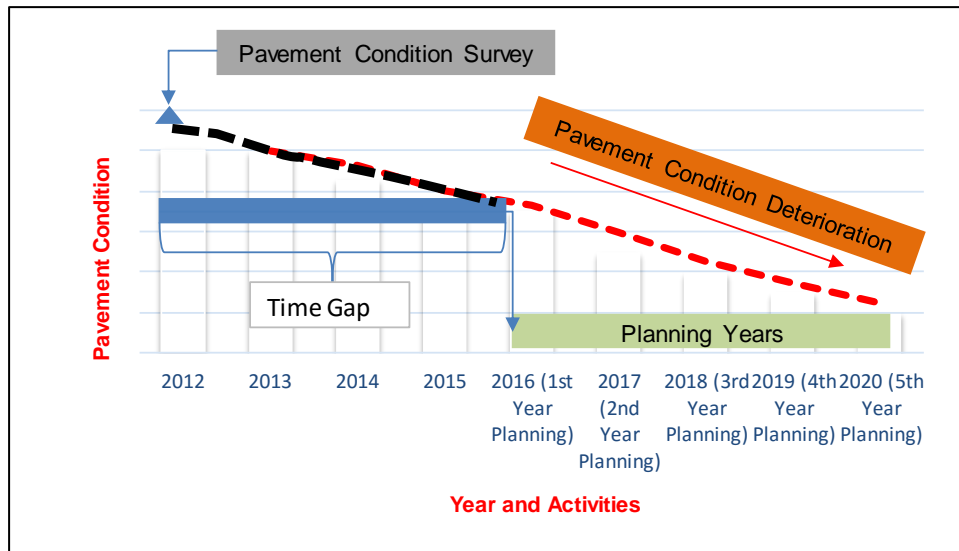 Pavement Condition Survey
Pavement Condition Deterioration
Pavement Condition
Time Gap
Planning Years
2012
2013
2014
2015
2016 (1st
Year
Planning)
2017
(2nd
Year
Planning)
2018 (3rd
Year
Planning)
2019 (4th
Year
Planning)
2020 (5th
Year
Planning)
Year and Activities